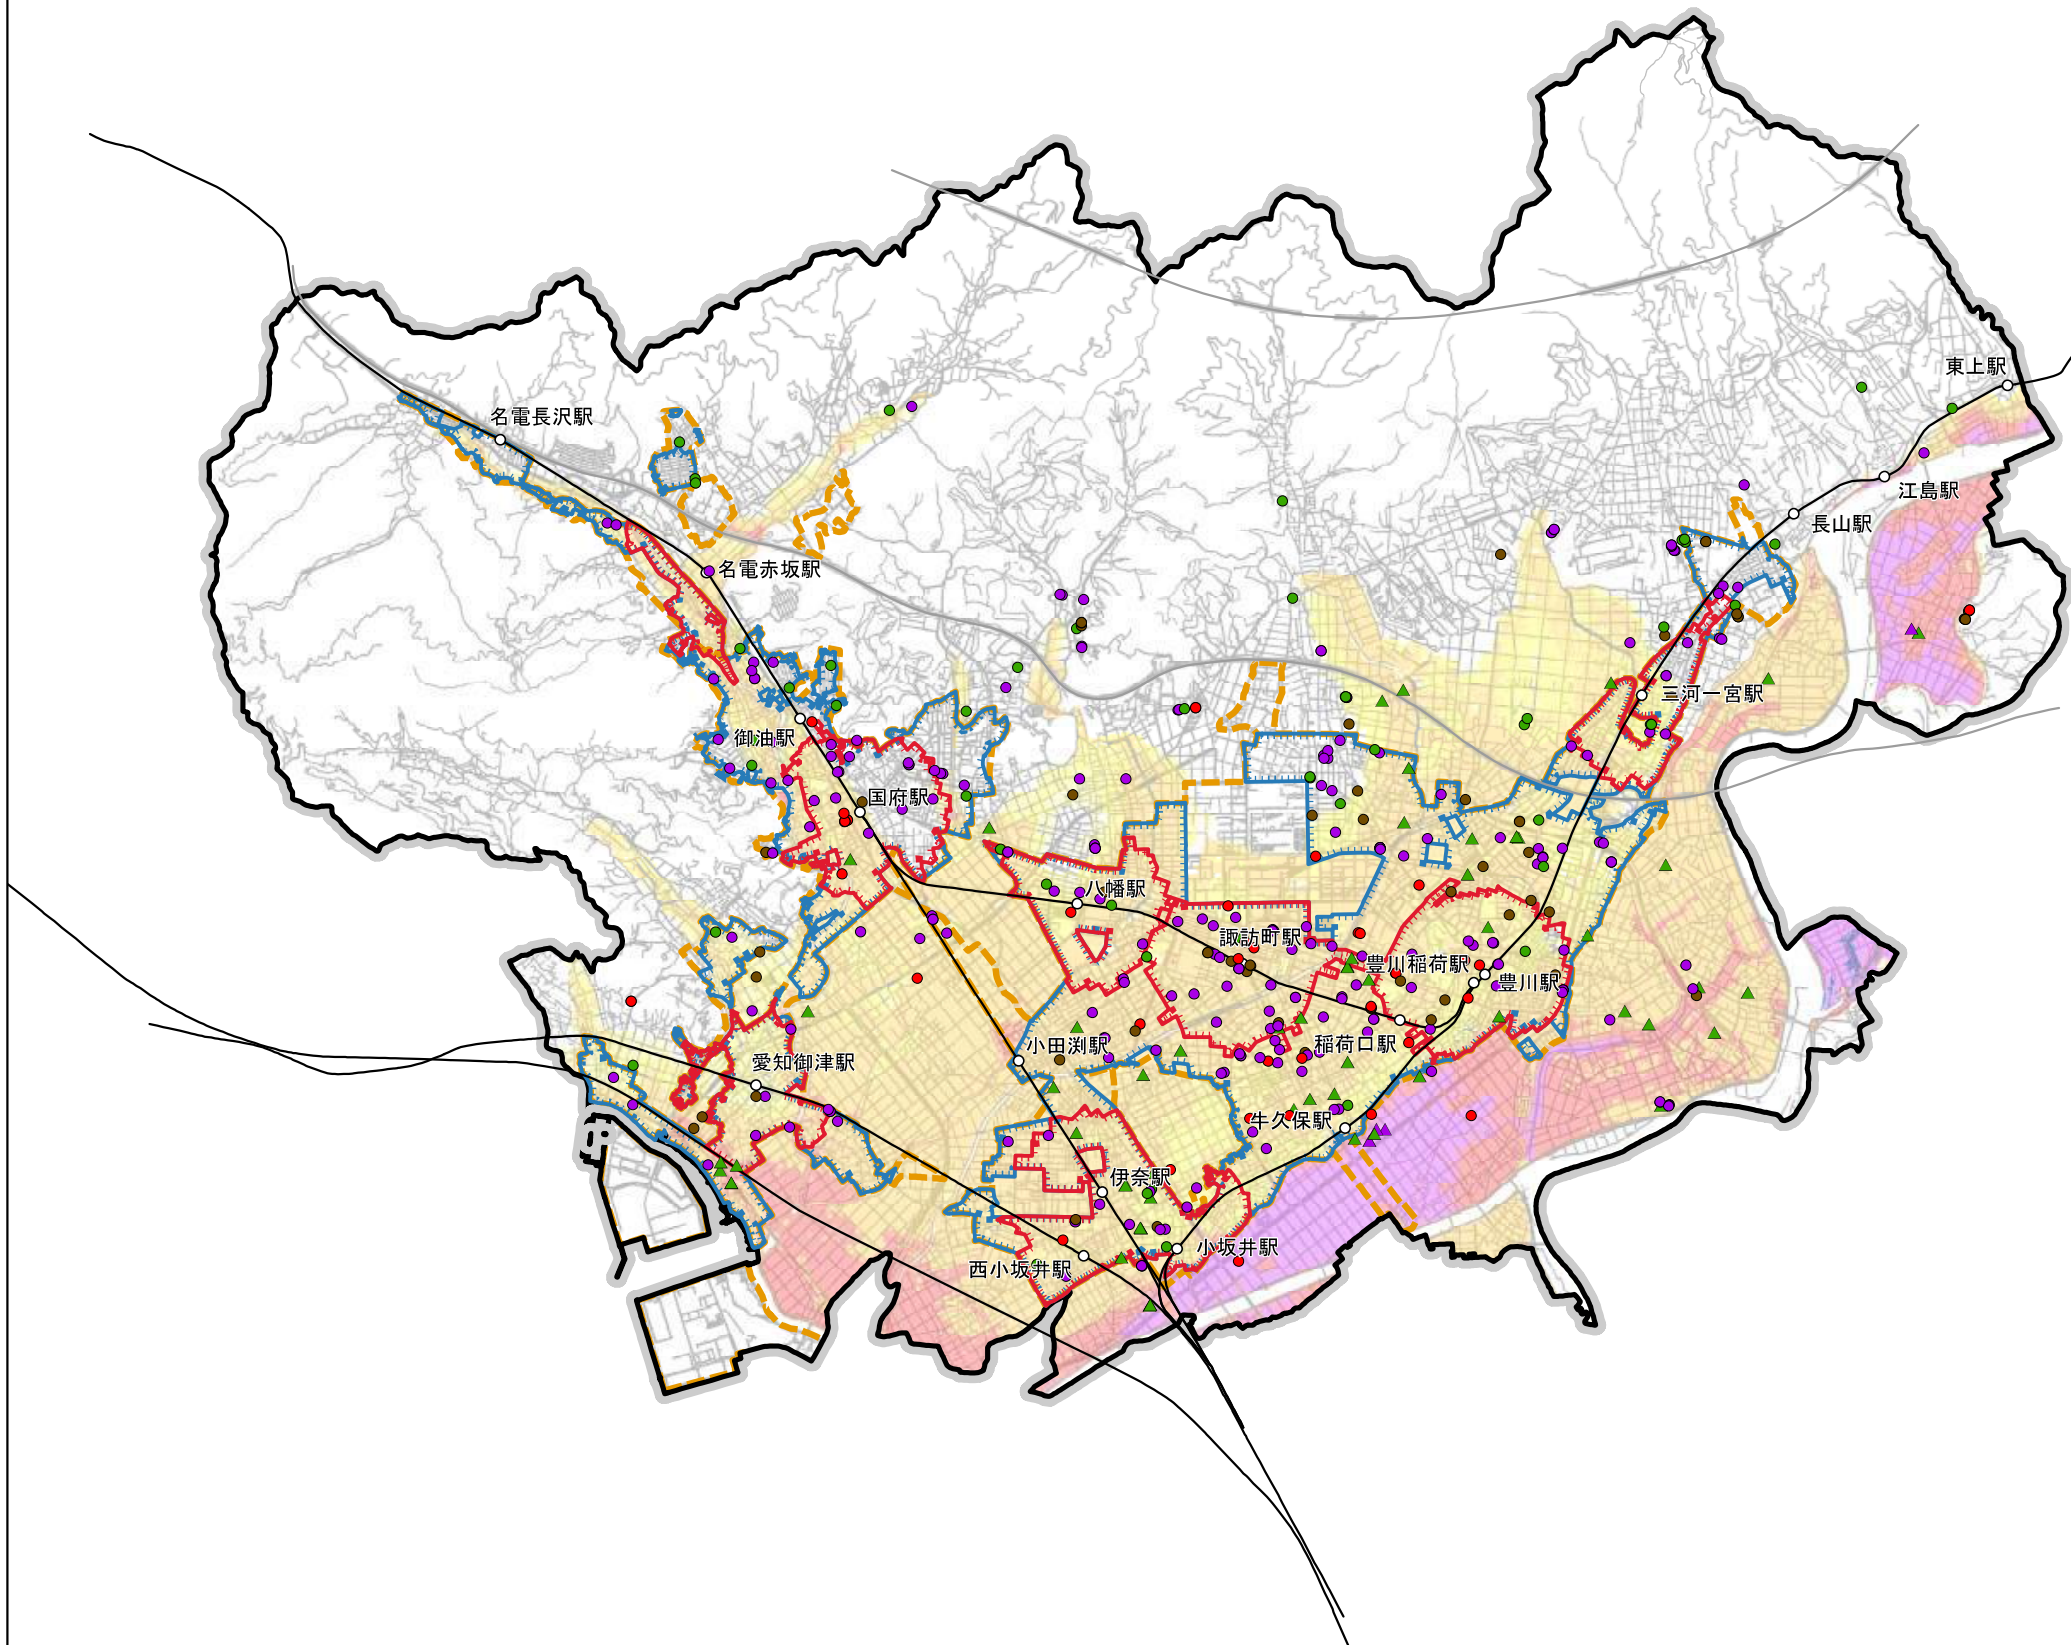 東上駅
名電長沢駅
江島駅
長山駅
名電赤坂駅
三河一宮駅
御油駅
国府駅
八幡駅
諏訪町駅
豊川稲荷駅
豊川駅
小田渕駅
稲荷口駅
愛知御津駅
牛久保駅
伊奈駅
小坂井駅
西小坂井駅